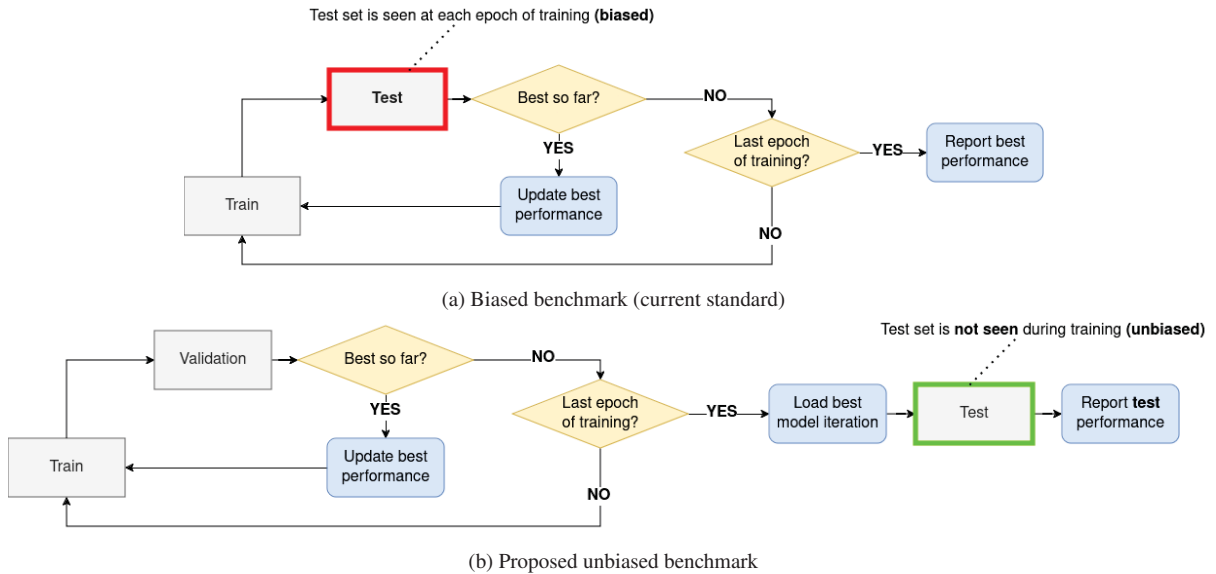 Test set is seen at each epoch of training (biased)
Test
Best so far?
NO
YES
Last epoch
of training?
YES
Report best
performance
Train
Update best
performance
NO
(a) Biased benchmark (current standard)
Test set is not seen during training (unbiased)
Validation
Best so far?
NO
YES
Last epoch
of training?
YES
Load best
model iteration
Test
Report test
performance
Train
Update best
performance
NO
(b) Proposed unbiased benchmark